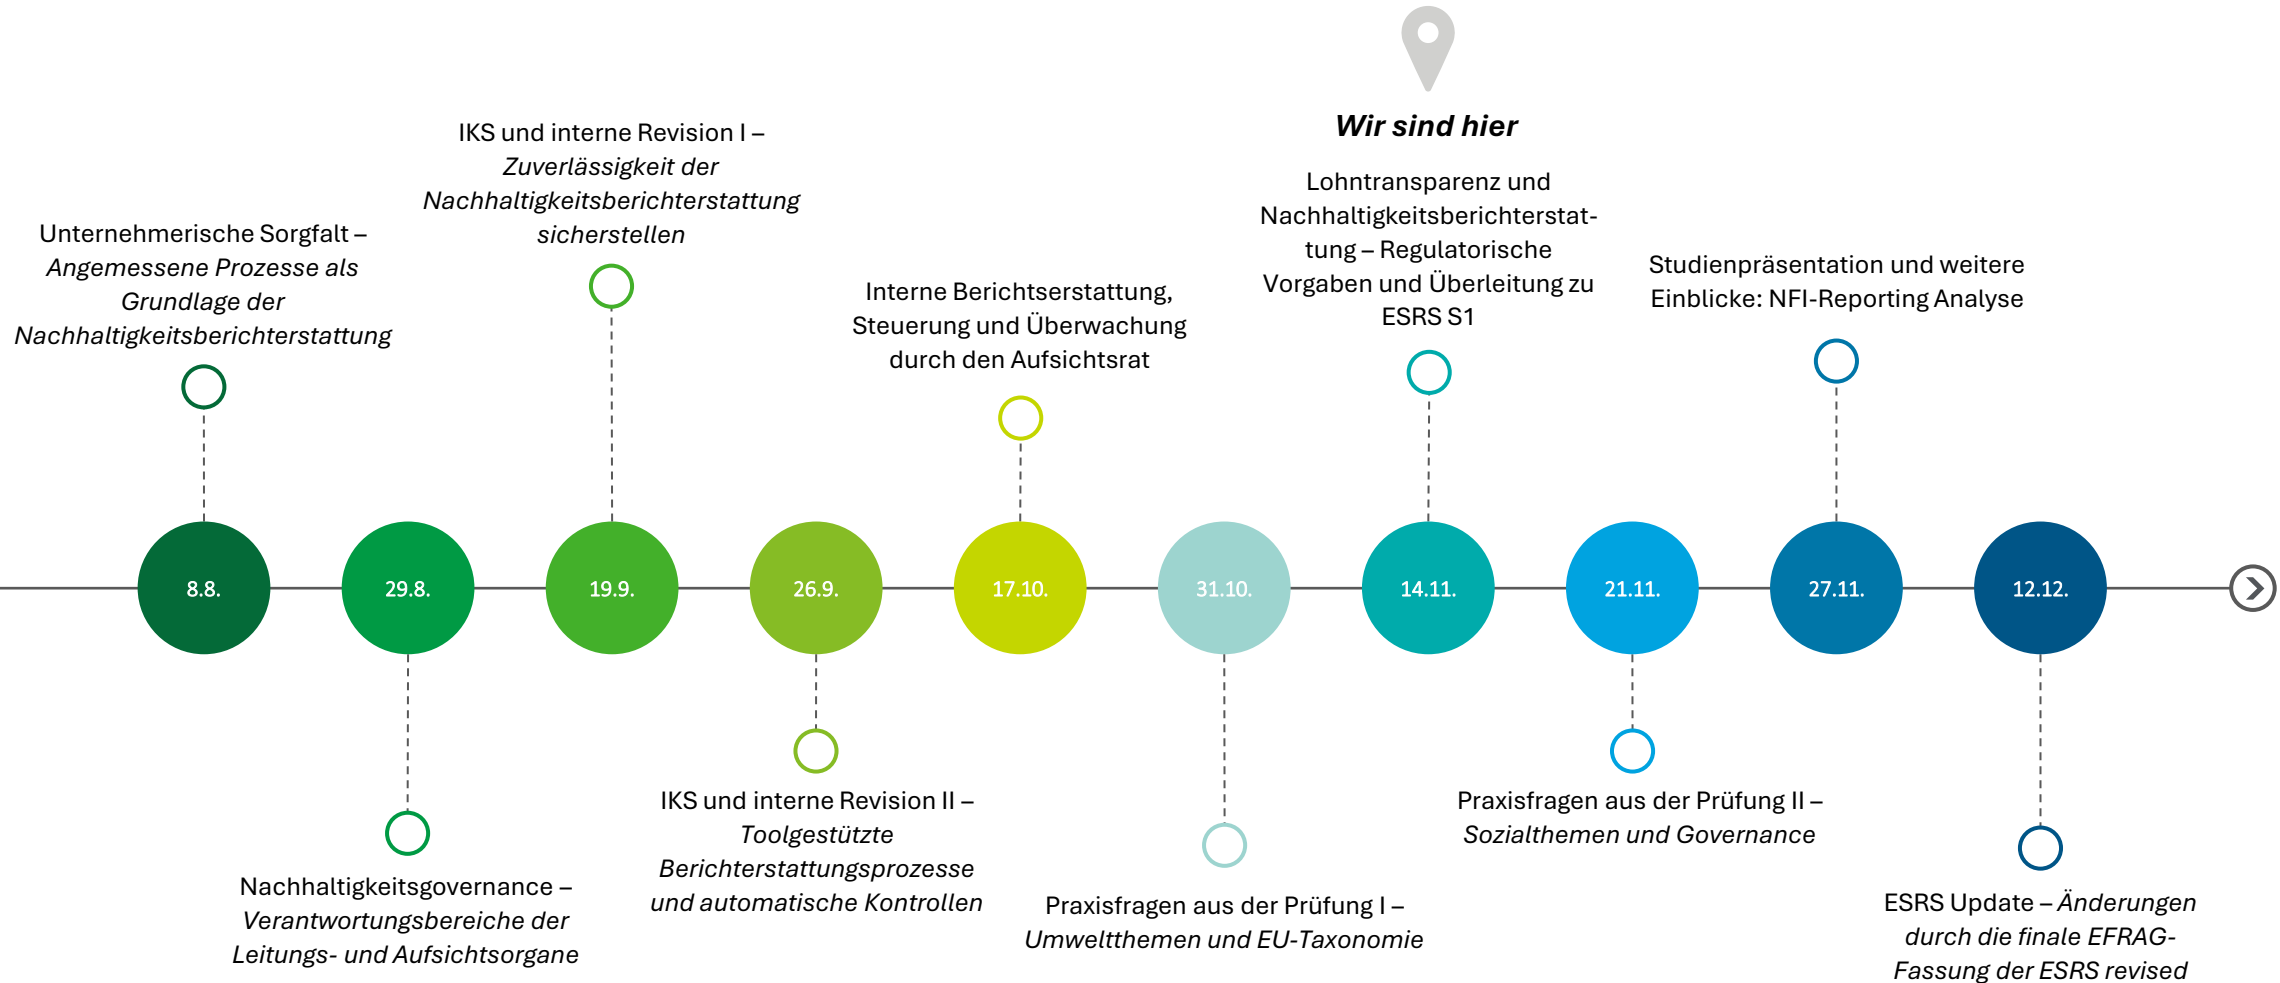 Wir sind hier
Unternehmerische Sorgfalt –
Angemessene Prozesse als
Grundlage der
Nachhaltigkeitsberichterstattung
IKS und interne Revision I –
Zuverlässigkeit der
Nachhaltigkeitsberichterstattung
sicherstellen
Interne Berichtserstattung,
Steuerung und Überwachung
durch den Aufsichtsrat
Lohntransparenz und
Nachhaltigkeitsberichterstat-
tung – Regulatorische
Vorgaben und Überleitung zu
ESRS S1
Studienpräsentation und weitere
Einblicke: NFI-Reporting Analyse
8.8.
29.8.
19.9.
26.9.
17.10.
31.10.
14.11.
21.11.
27.11.
12.12.
Nachhaltigkeitsgovernance –
Verantwortungsbereiche der
Leitungs- und Aufsichtsorgane
IKS und interne Revision II –
Toolgestützte
Berichterstattungsprozesse
und automatische Kontrollen
Praxisfragen aus der Prüfung I –
Umweltthemen und EU-Taxonomie
Praxisfragen aus der Prüfung II –
Sozialthemen und Governance
ESRS Update – Änderungen
durch die finale EFRAG-
Fassung der ESRS revised